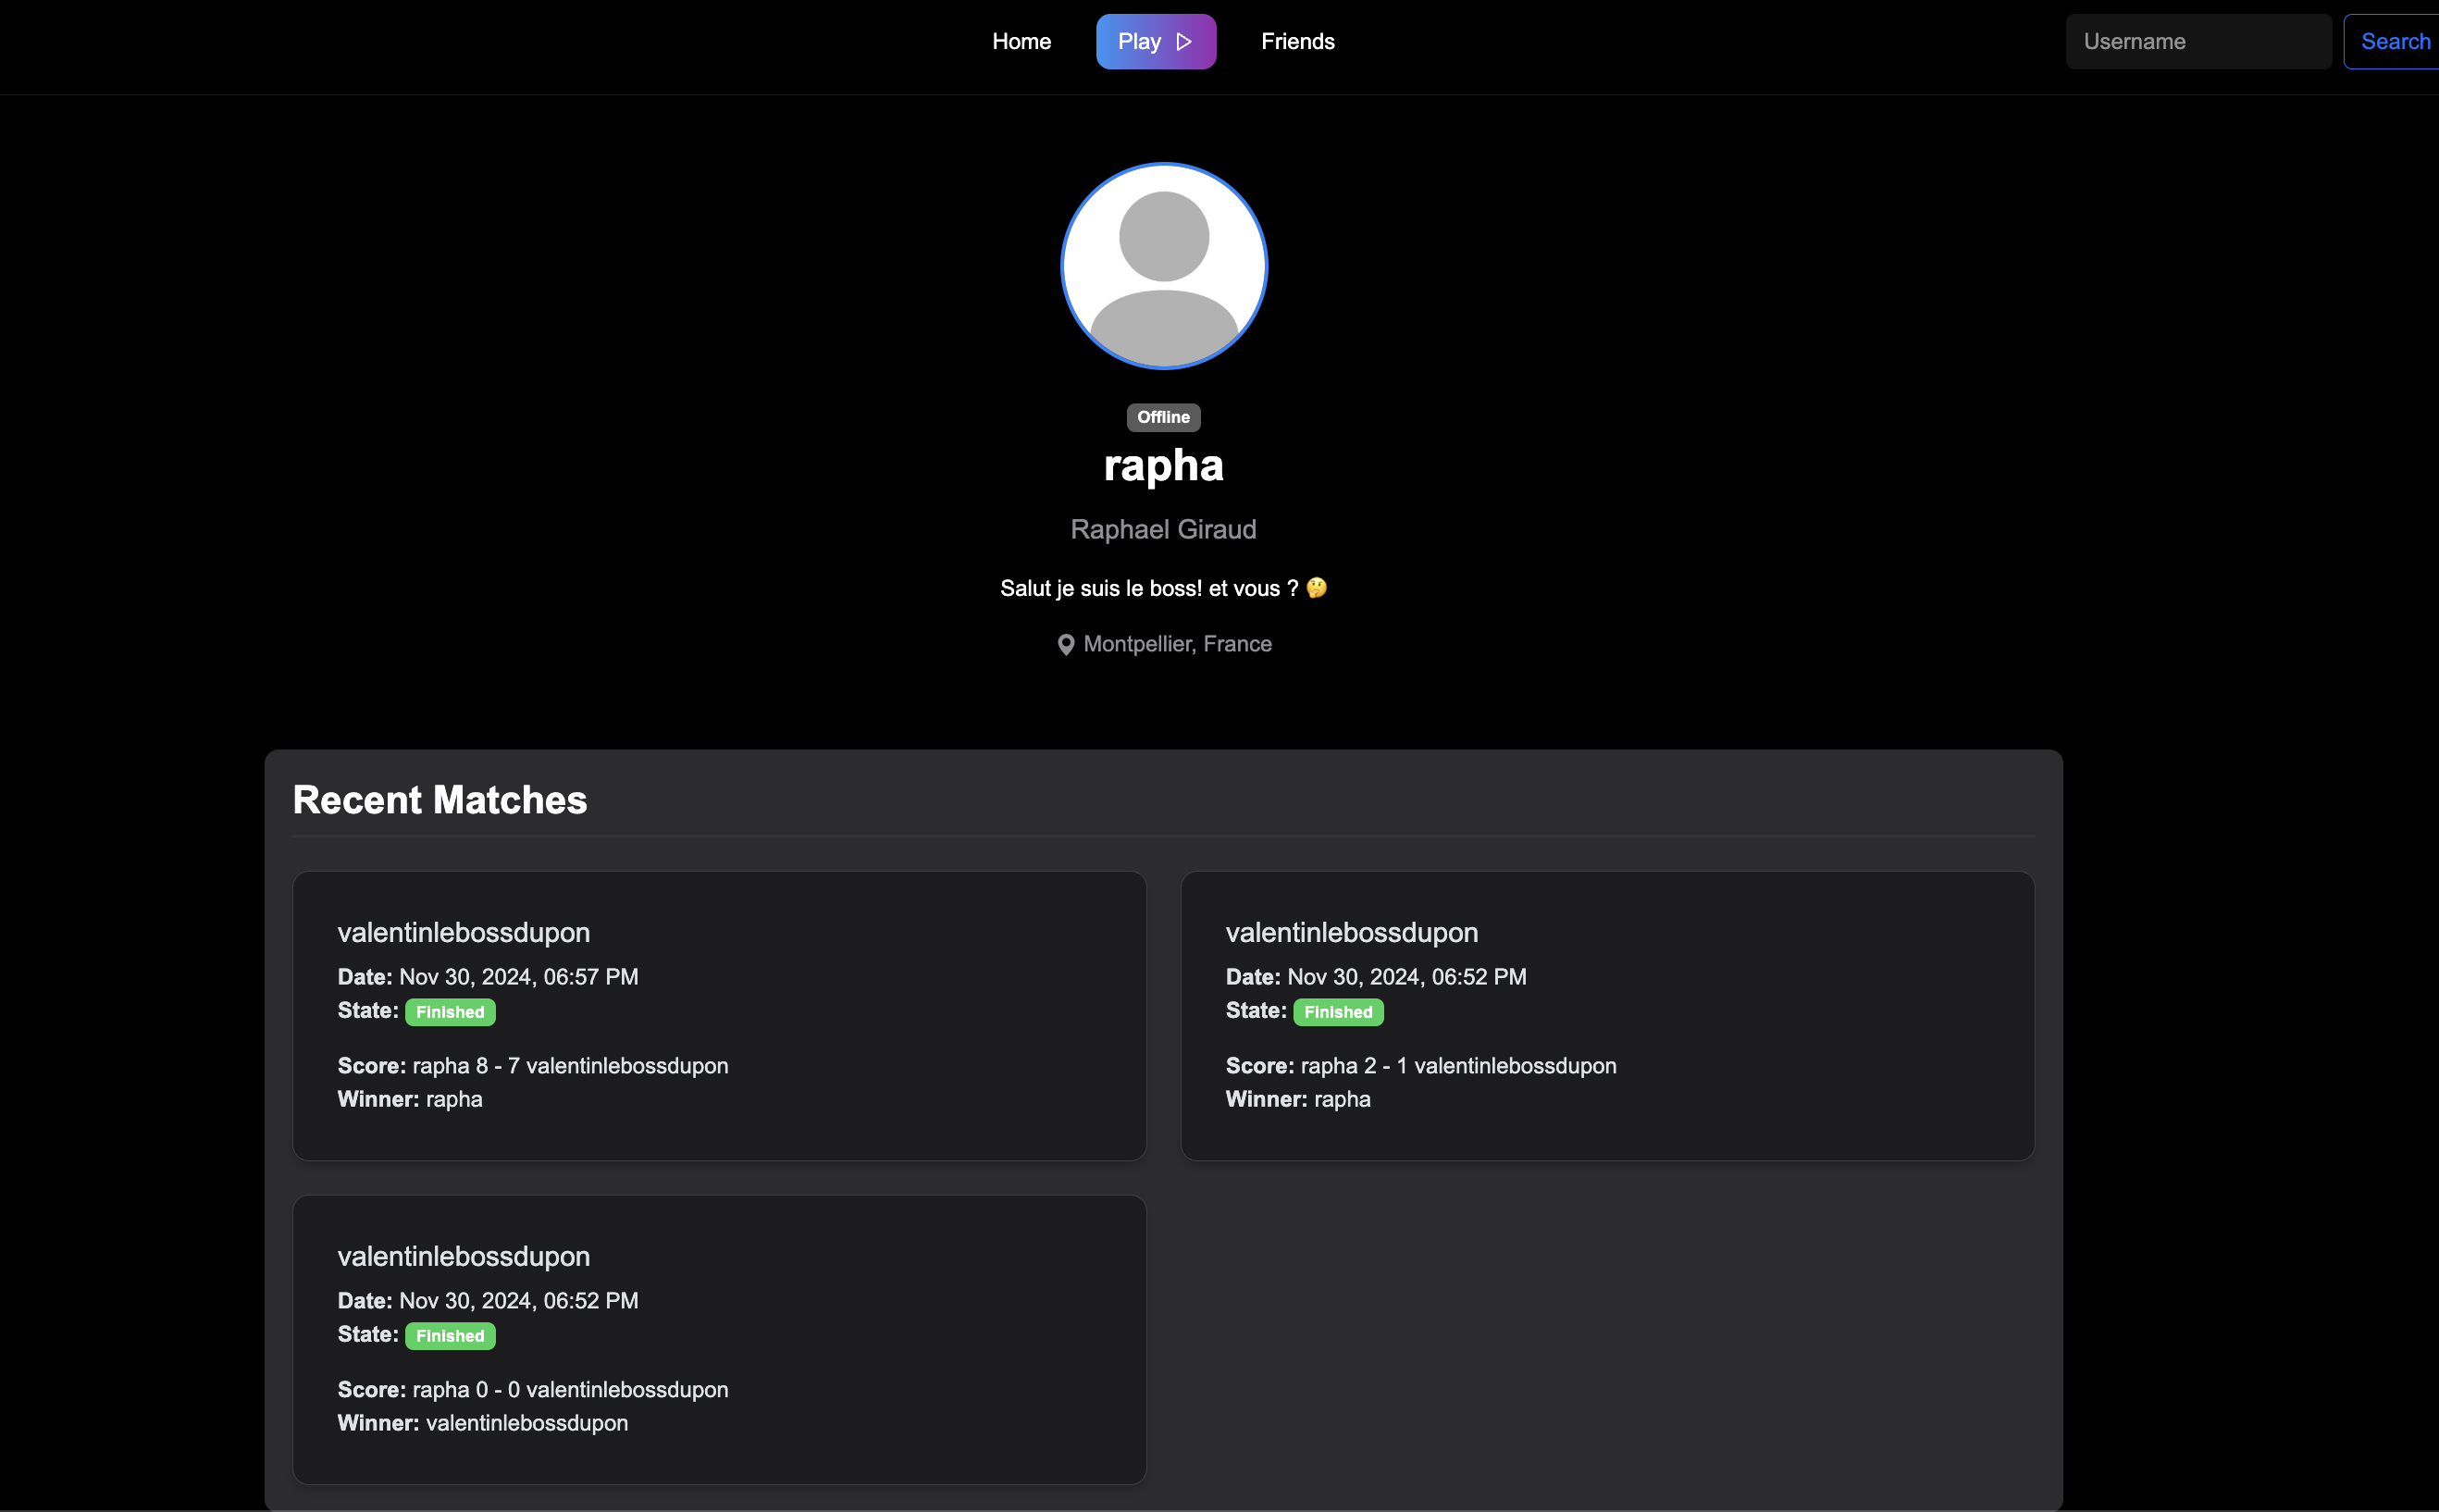 Home
Play
Friends
Username
Search
Offline
rapha
Raphael Giraud
Salut je suis le boss! et vous ? 🤔
Montpellier, France
Recent Matches
valentinlebossdupon
Date: Nov 30, 2024, 06:57 PM
State: Finished
Score: rapha 8 - 7 valentinlebossdupon
Winner: rapha
valentinlebossdupon
Date: Nov 30, 2024, 06:52 PM
State: Finished
Score: rapha 2 - 1 valentinlebossdupon
Winner: rapha
valentinlebossdupon
Date: Nov 30, 2024, 06:52 PM
State: Finished
Score: rapha 0 - 0 valentinlebossdupon
Winner: valentinlebossdupon